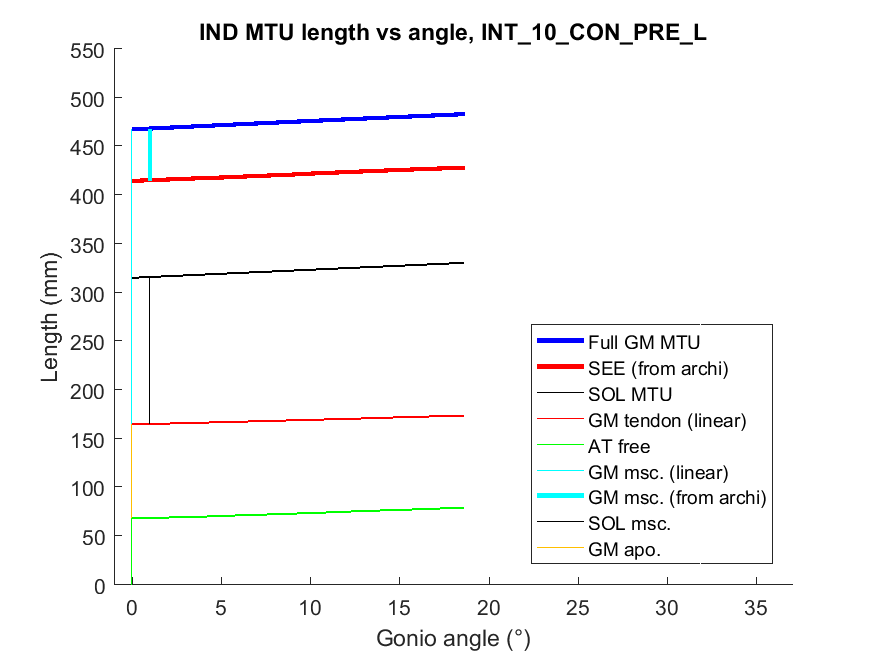 IND MTU length vs angle, INT_10_CON_PRE_L
550
500
450
400
350
300
250
200
150
100
50
0
Length (mm)
0 5 10 15 20 25 30 35
Gonio angle (°)
Full GM MTU
SEE (from archi)
SOL MTU
GM tendon (linear)
AT free
GM msc. (linear)
GM msc. (from archi)
SOL msc.
GM apo.